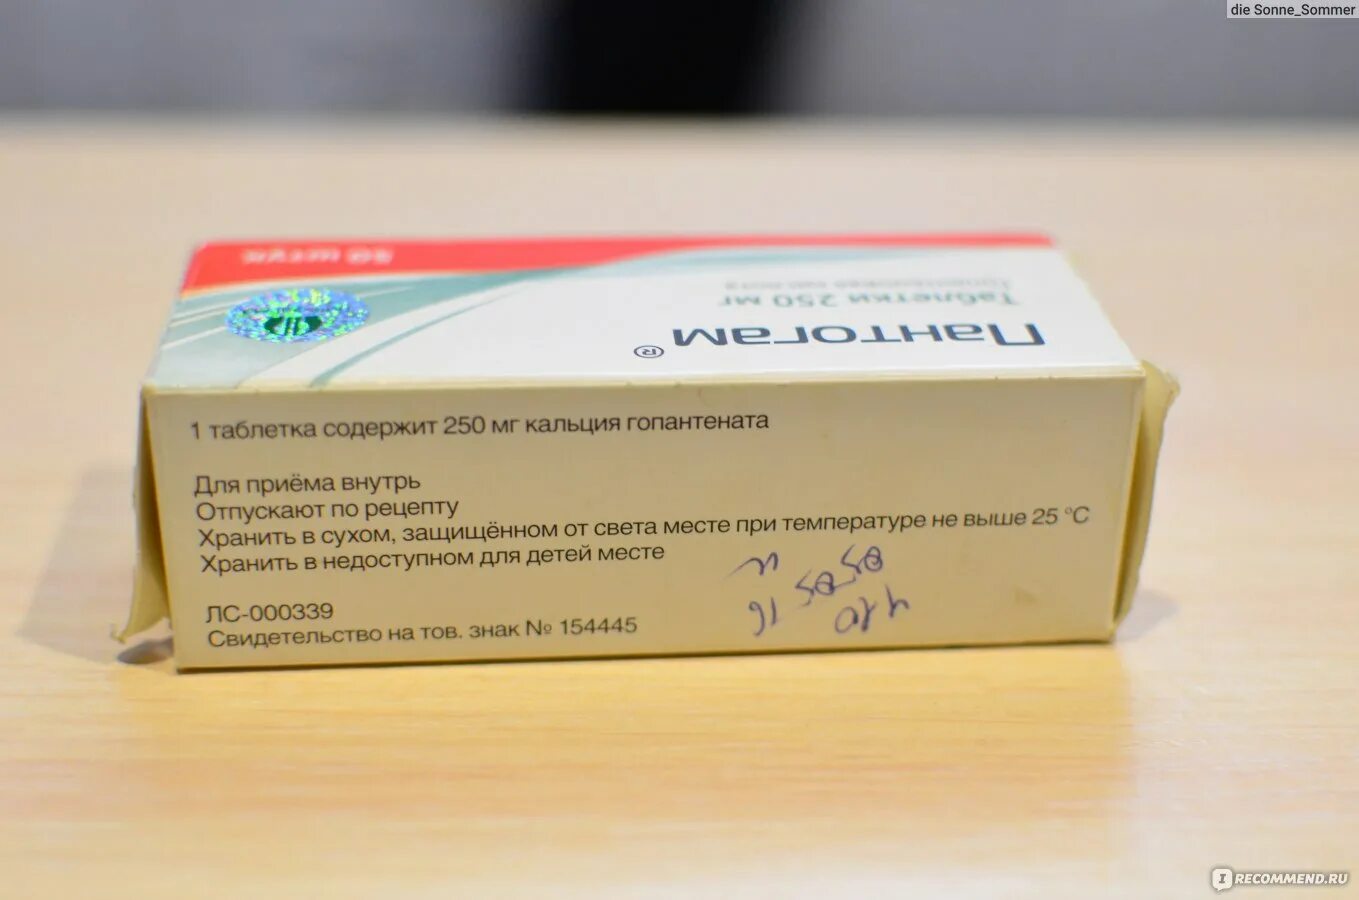 die Sonne_Sommer
50 штук
Таблетки 250 мг
Пантогам®
1 таблетка содержит 250 мг кальция гопантената
Для приёма внутрь
Отпускают по рецепту
Хранить в сухом, защищённом от света месте при температуре не выше 25 °С
Хранить в недоступном для детей месте
ЛС-000339
Свидетельство на тов. знак № 154445
IRECOMMEND.RU